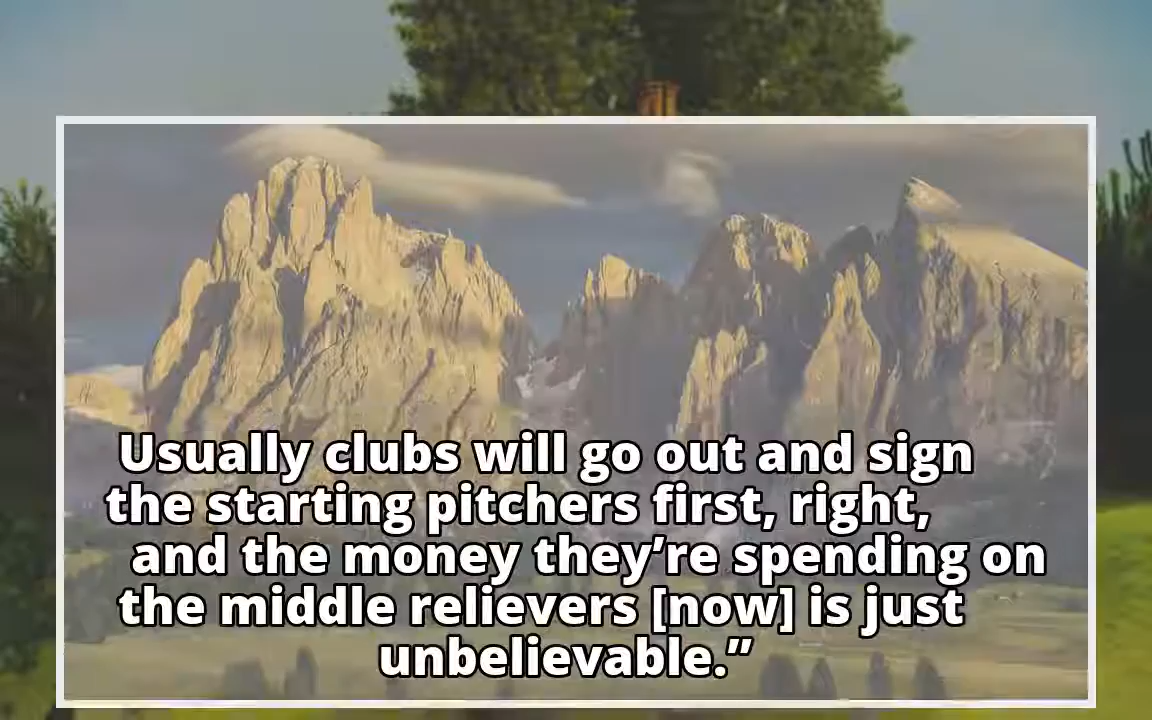 Usually clubs will go out and sign
the starting pitchers first, right,
and the money they’re spending on
the middle relievers [now] is just
unbelievable.”